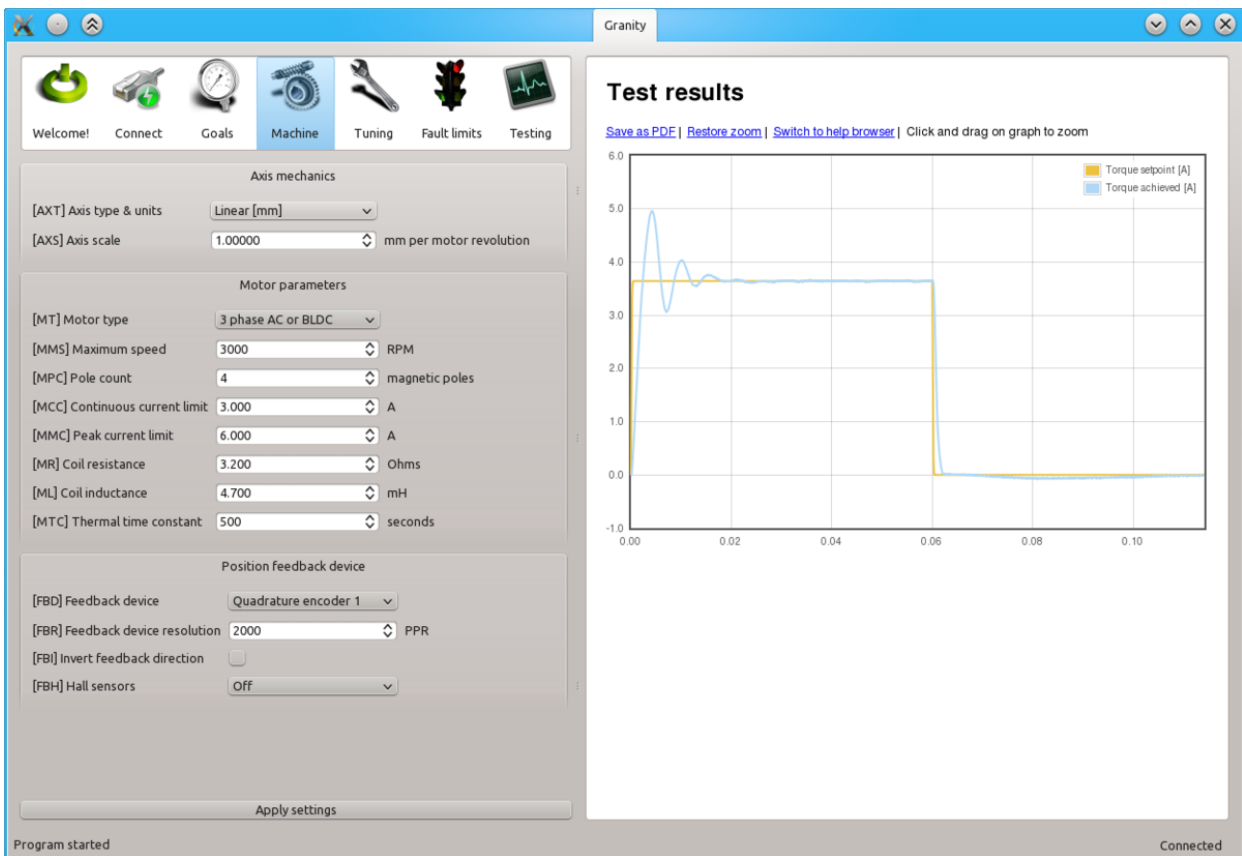 Granity
Welcome! Connect Goals Machine Tuning Fault limits Testing
Axis mechanics
[AXT] Axis type & units Linear [mm]
[AXS] Axis scale 1.00000 mm per motor revolution
Motor parameters
[MT] Motor type 3 phase AC or BLDC
[MMS] Maximum speed 3000 RPM
[MPC] Pole count 4 magnetic poles
[MCC] Continuous current limit 3.000 A
[MMC] Peak current limit 6.000 A
[MR] Coil resistance 3.200 Ohms
[ML] Coil inductance 4.700 mH
[MTC] Thermal time constant 500 seconds
Position feedback device
[FBD] Feedback device Quadrature encoder 1
[FBR] Feedback device resolution 2000 PPR
[FBI] Invert feedback direction
[FBH] Hall sensors Off
Apply settings
Test results
Save as PDF | Restore zoom | Switch to help browser | Click and drag on graph to zoom
Torque setpoint [A]
Torque achieved [A]
6.0
5.0
4.0
3.0
2.0
1.0
0.0
-1.0
0.00 0.02 0.04 0.06 0.08 0.10
Program started Connected